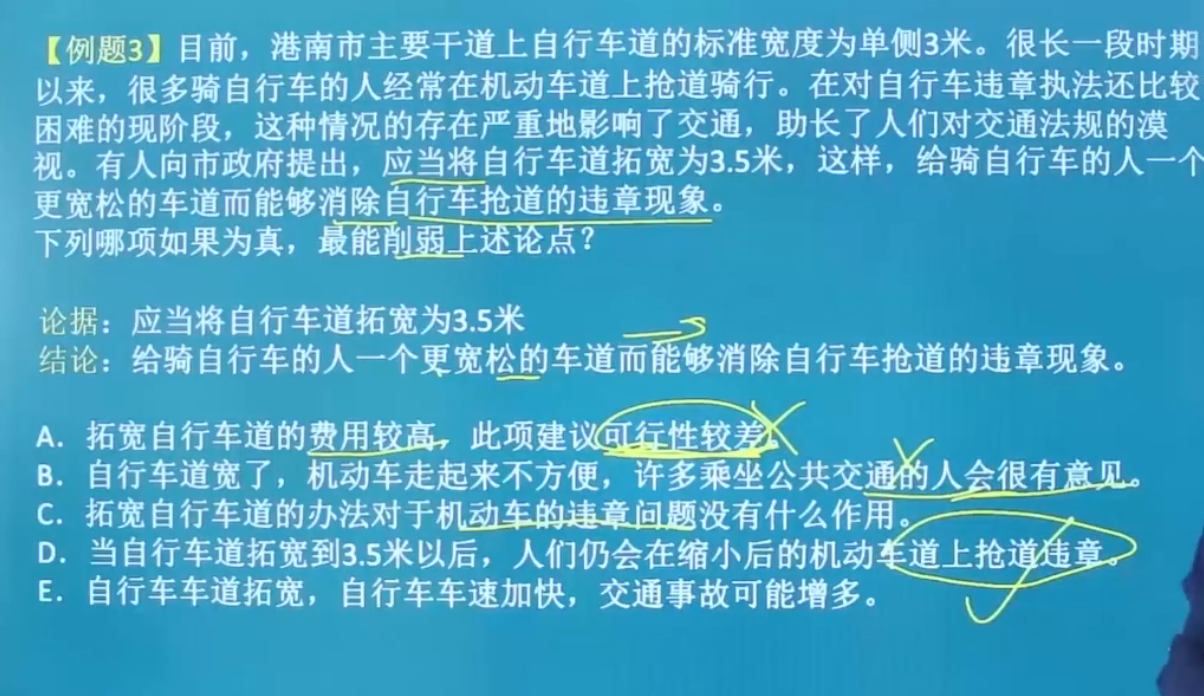 【例题3】目前，港南市主要干道上自行车道的标准宽度为单侧3米。很长一段时期
以来，很多骑自行车的人经常在机动车道上抢道骑行。在对自行车违章执法还比较
困难的现阶段，这种情况的存在严重地影响了交通，助长了人们对交通法规的漠
视。有人向市政府提出，应当将自行车道拓宽为3.5米，这样，给骑自行车的人一个
更宽松的车道而能够消除自行车抢道的违章现象。
下列哪项如果为真，最能削弱上述论点？
论据：应当将自行车道拓宽为3.5米
结论：给骑自行车的人一个更宽松的车道而能够消除自行车抢道的违章现象。
A．拓宽自行车道的费用较高，此项建议可行性较差。
B．自行车道宽了，机动车走起来不方便，许多乘坐公共交通的人会很有意见。
C．拓宽自行车道的办法对于机动车的违章问题没有什么作用。
D．当自行车道拓宽到3.5米以后，人们仍会在缩小后的机动车道上抢道违章。
E．自行车车道拓宽，自行车车速加快，交通事故可能增多。